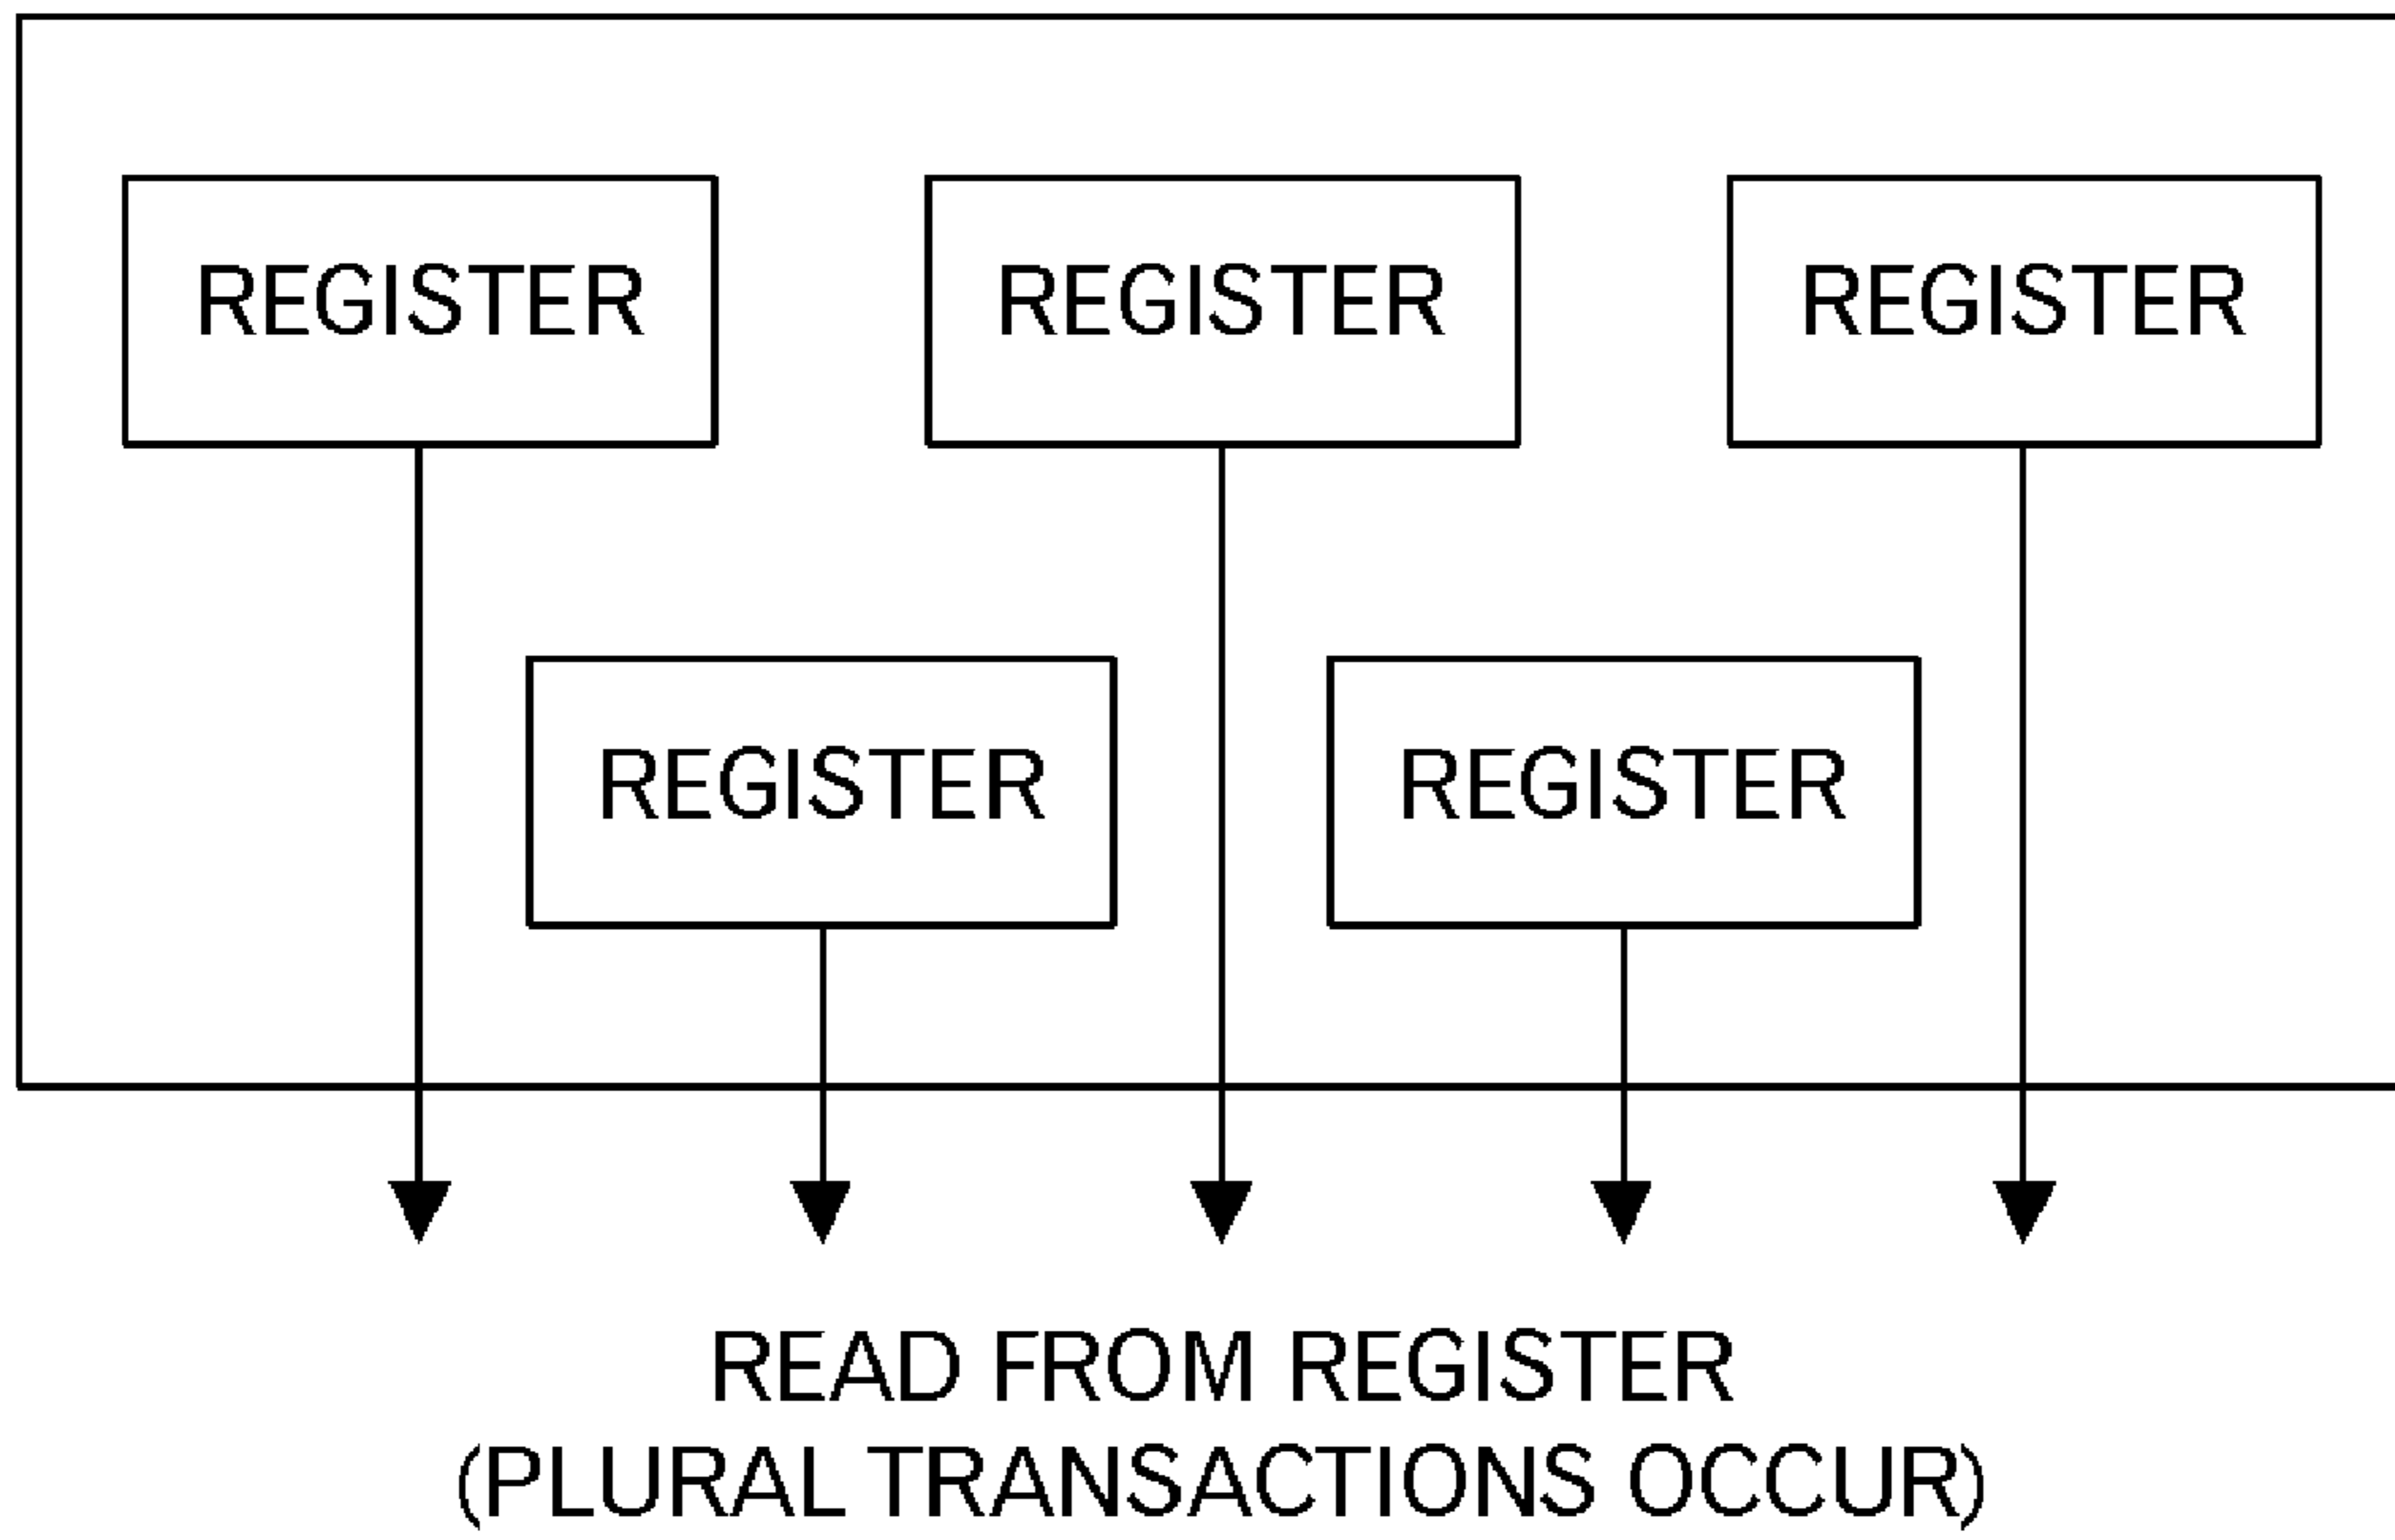 REGISTER REGISTER REGISTER
REGISTER REGISTER
READ FROM REGISTER
(PLURAL TRANSACTIONS OCCUR)